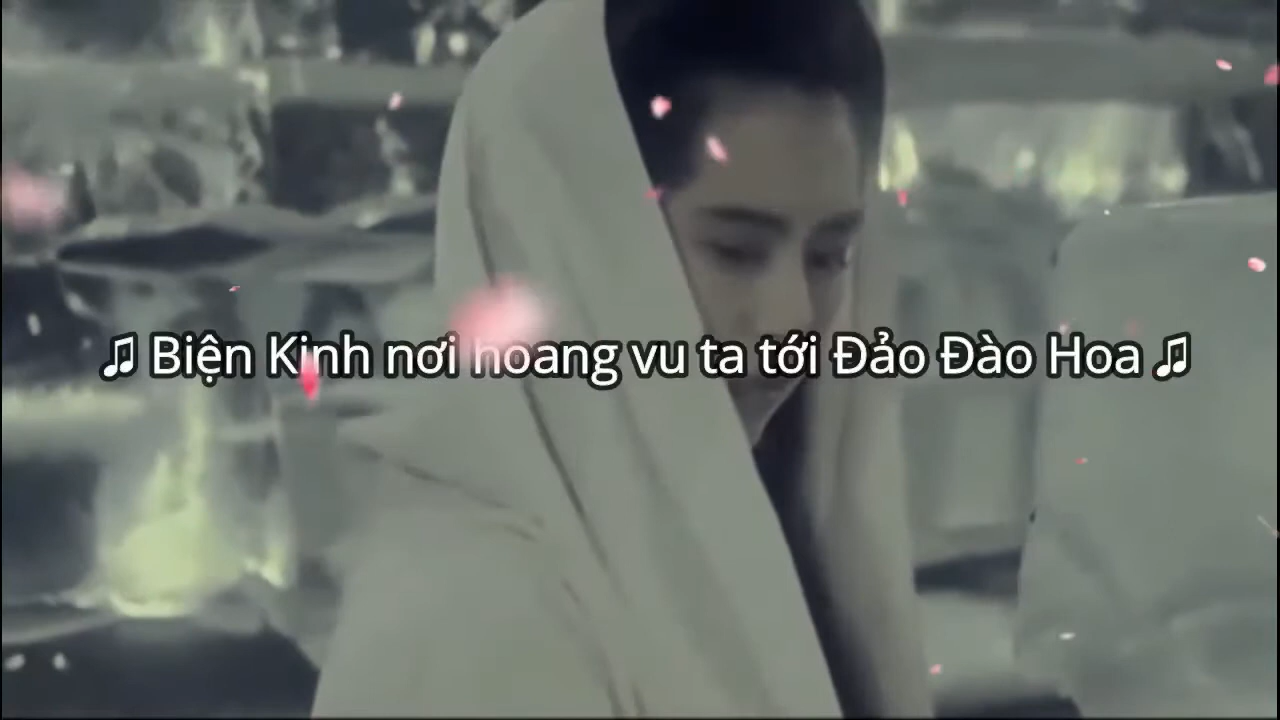 ♫ Biện Kinh nơi hoang vu ta tới Đảo Đào Hoa ♫